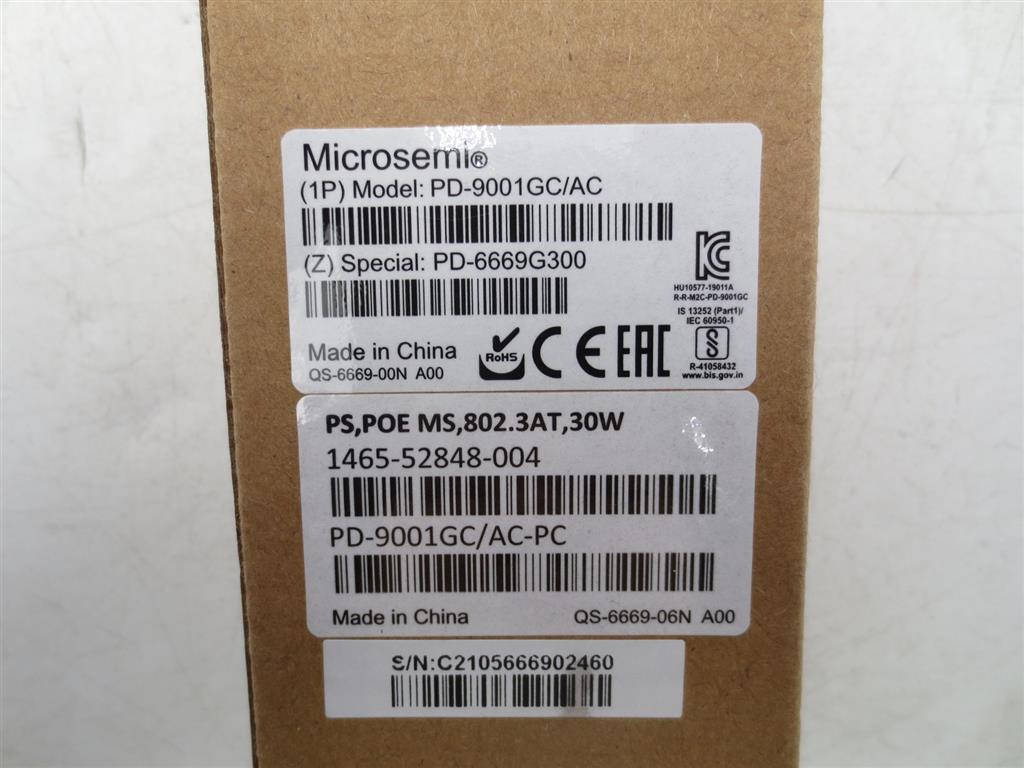 Microsemi®
(1P) Model: PD-9001GC/AC
(Z) Special: PD-6669G300
HU10577-19011A
R-R-M2C-PD-9001GC
IS 13252 (Part1)/
IEC 60950-1
Made in China
QS-6669-00N A00
RoHS
CE
EAC
R-41058432
www.bis.gov.in
PS,POE MS,802.3AT,30W
1465-52848-004
PD-9001GC/AC-PC
Made in China QS-6669-06N A00
S/N:C2105666902460